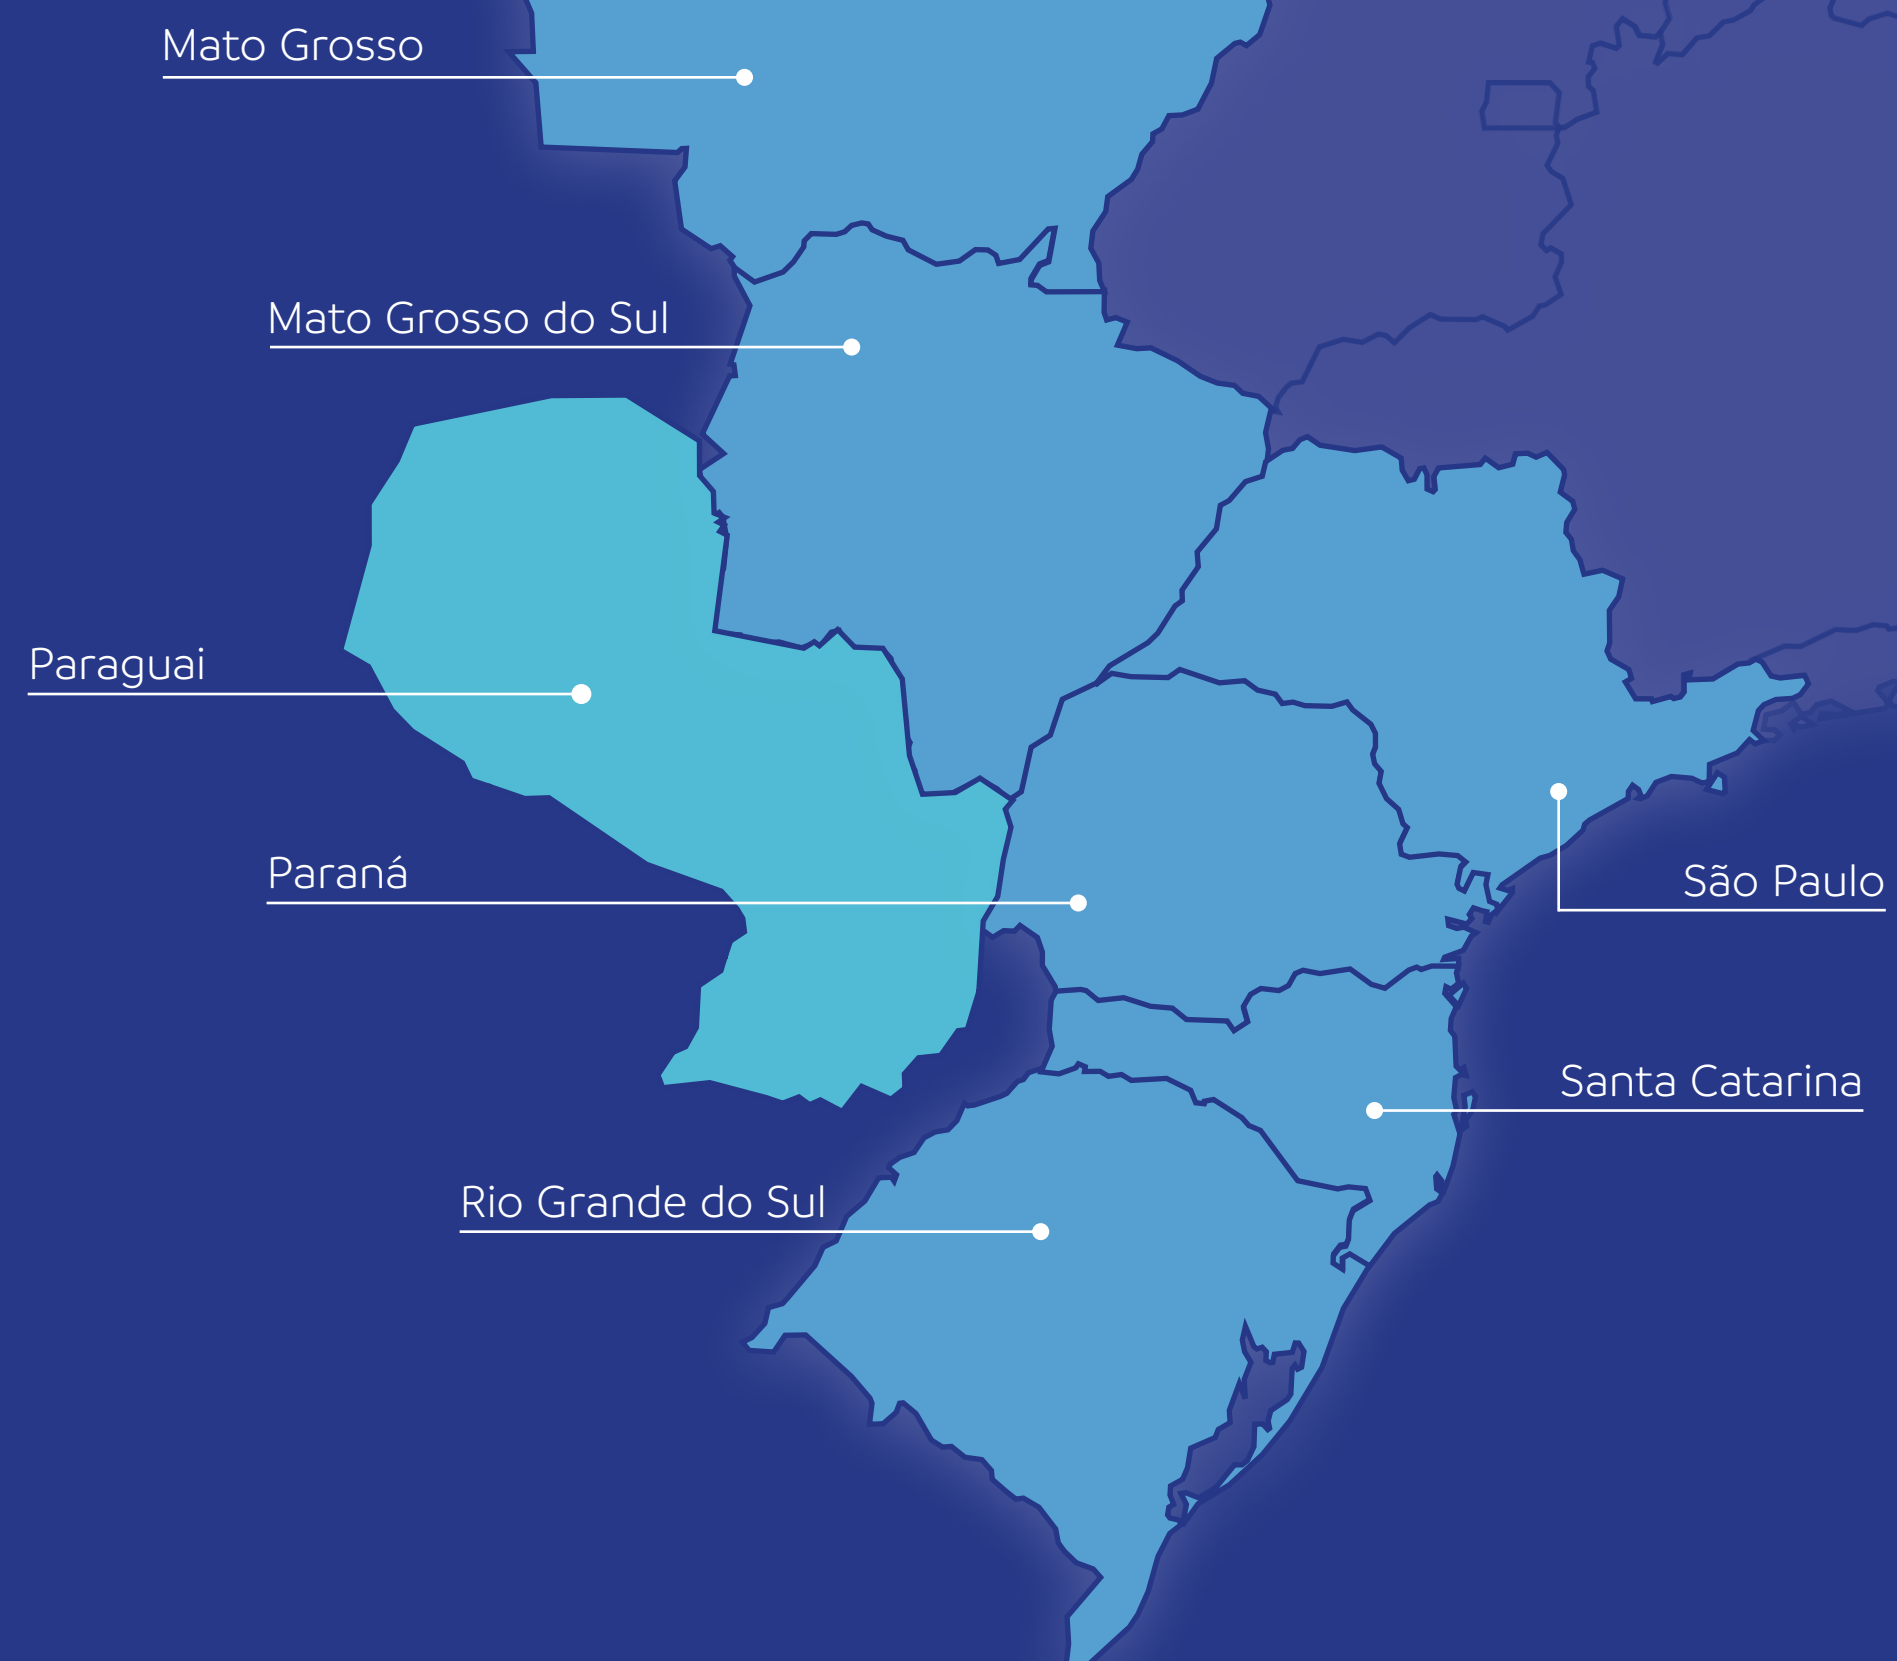 Mato Grosso
Mato Grosso do Sul
Paraguai
Paraná
São Paulo
Santa Catarina
Rio Grande do Sul